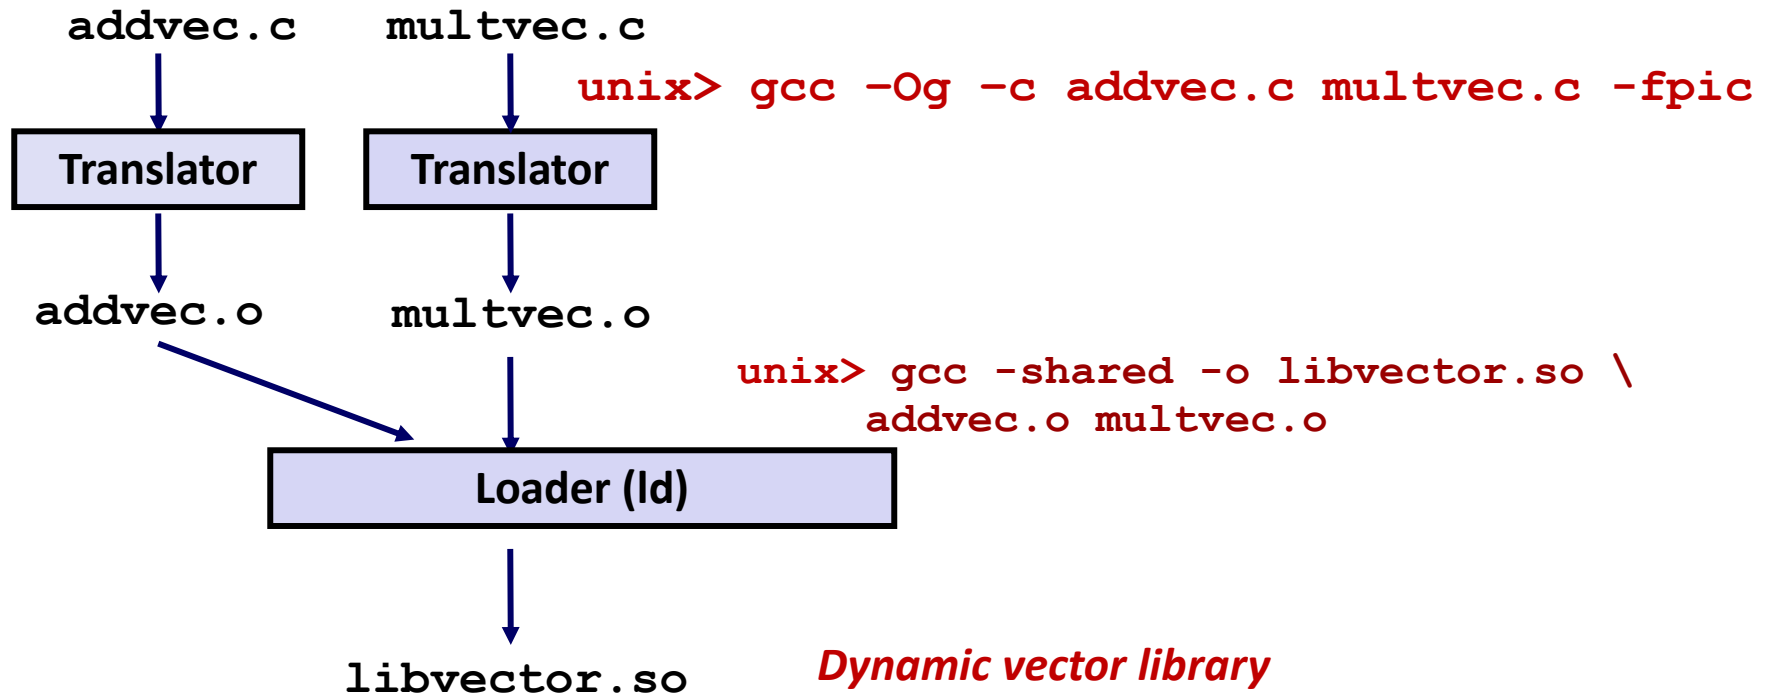 addvec.c multvec.c
unix> gcc –Og –c addvec.c multvec.c -fpic
Translator Translator
addvec.o multvec.o
unix> gcc -shared -o libvector.so \
addvec.o multvec.o
Loader (ld)
libvector.so
Dynamic vector library